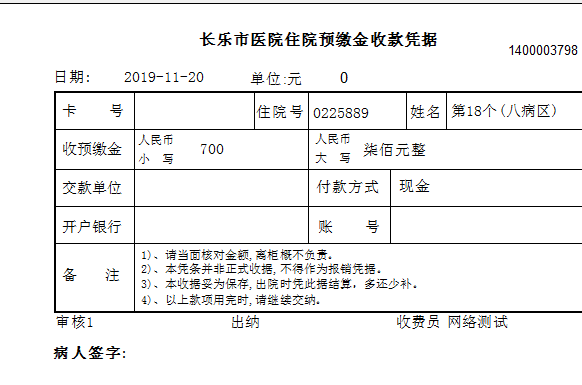 长乐市医院住院预缴金收款凭据
1400003798
日期: 2019-11-20 单位:元 0
卡 号 住院号 0225889 姓名 第18个(八病区)
收预缴金 人民币小 写 700 人民币大 写 柒佰元整
交款单位 付款方式 现金
开户银行 账 号
备 注
1)、请当面核对金额,离柜概不负责.
2)、本凭条并非正式收据,不得作为报销凭据.
3)、本收据妥为保存,出院时凭此据结算,多还少补.
4)、以上款项用完时,请继续交纳.
审核1 出纳 收费员 网络测试
病人签字: